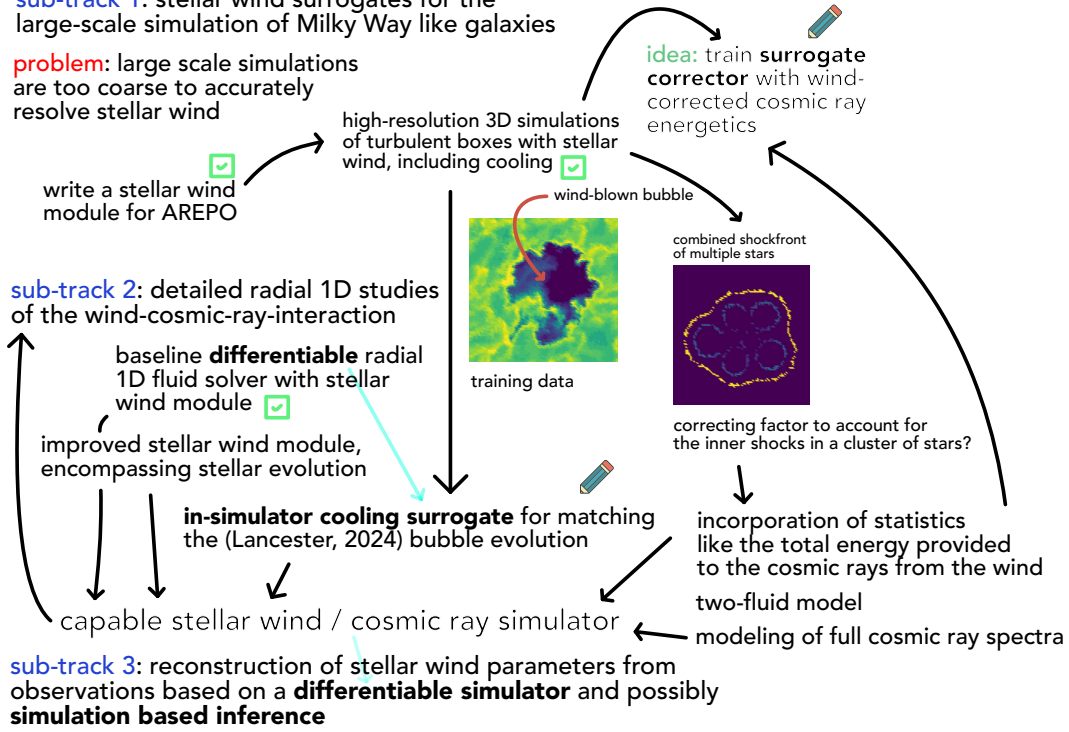 sub-track 1: stellar wind surrogates for the
large-scale simulation of Milky Way like galaxies
problem: large scale simulations
are too coarse to accurately
resolve stellar wind
idea: train surrogate
corrector with wind-
corrected cosmic ray
energetics
high-resolution 3D simulations
of turbulent boxes with stellar
wind, including cooling
write a stellar wind
module for AREPO
wind-blown bubble
combined shockfront
of multiple stars
training data
sub-track 2: detailed radial 1D studies
of the wind-cosmic-ray-interaction
baseline differentiable radial
1D fluid solver with stellar
wind module
improved stellar wind module,
encompassing stellar evolution
correcting factor to account for
the inner shocks in a cluster of stars?
in-simulator cooling surrogate for matching
the (Lancester, 2024) bubble evolution
incorporation of statistics
like the total energy provided
to the cosmic rays from the wind
two-fluid model
modeling of full cosmic ray spectra
capable stellar wind / cosmic ray simulator
sub-track 3: reconstruction of stellar wind parameters from
observations based on a differentiable simulator and possibly
simulation based inference